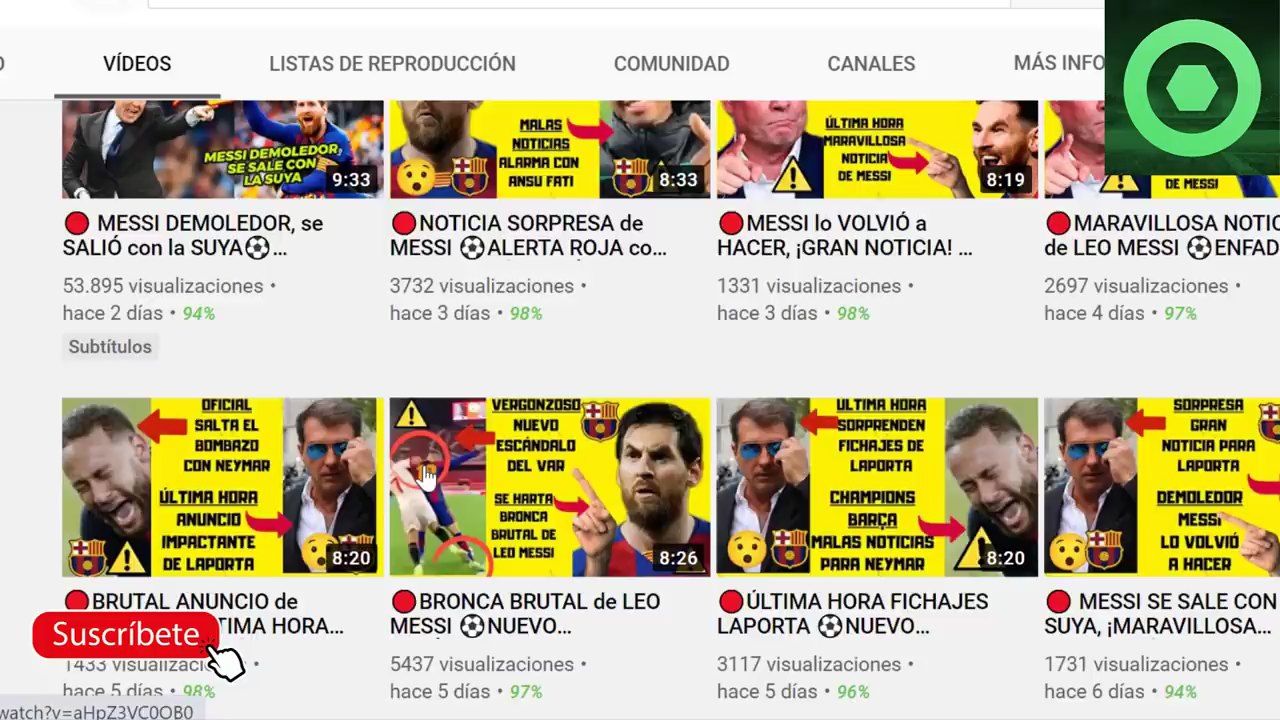 VÍDEOS
LISTAS DE REPRODUCCIÓN
COMUNIDAD
CANALES
MÁS INFO
MESSI DEMOLEDOR,
SE SALE CON
LA SUYA
9:33
MALAS
NOTICIAS
ALARMA CON
ANSU FATI
8:33
ÚLTIMA HORA
MARAVILLOSA
NOTICIA
DE MESSI
8:19
DE MESSI
MESSI DEMOLEDOR, se
SALIÓ con la SUYA⚽...
53.895 visualizaciones •
hace 2 días • 94%
Subtítulos
NOTICIA SORPRESA de
MESSI ⚽ALERTA ROJA co...
3732 visualizaciones •
hace 3 días • 98%
MESSI lo VOLVIÓ a
HACER, ¡GRAN NOTICIA! ...
1331 visualizaciones •
hace 3 días • 98%
MARAVILLOSA NOTIC
de LEO MESSI ⚽ENFAD
2697 visualizaciones •
hace 4 días • 97%
OFICIAL
SALTA EL
BOMBAZO
CON NEYMAR
ÚLTIMA HORA
ANUNCIO
IMPACTANTE
DE LAPORTA
8:20
VERGONZOSO
NUEVO
ESCÁNDALO
DEL VAR
SE HARTA
BRONCA
BRUTAL DE
LEO MESSI
8:26
ULTIMA HORA
SORPRENDEN
FICHAJES DE
LAPORTA
CHAMPIONS
BARÇA
MALAS NOTICIAS
PARA NEYMAR
8:20
SORPRESA
GRAN
NOTICIA PARA
LAPORTA
DEMOLEDOR
MESSI
LO VOLVIÓ
A HACER
BRUTAL ANUNCIO de
TIMA HORA...
1433 visualizaci
hace 5 días • 98%
BRONCA BRUTAL de LEO
MESSI ⚽NUEVO...
5437 visualizaciones •
hace 5 días • 97%
ÚLTIMA HORA FICHAJES
LAPORTA ⚽NUEVO...
3117 visualizaciones •
hace 5 días • 96%
MESSI SE SALE CON
SUYA, ¡MARAVILLOSA...
1731 visualizaciones •
hace 6 días • 94%
Suscríbete
watch?v=aHpZ3VC0OB0